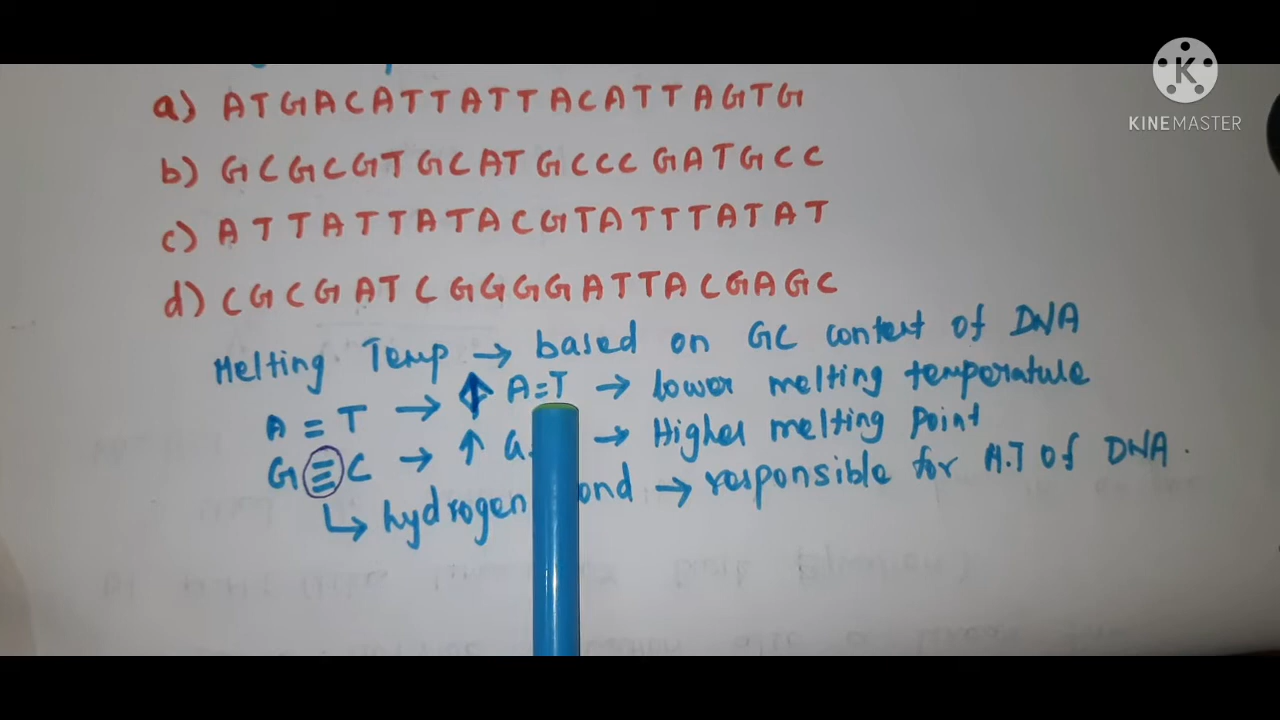 a) ATGACATTATTACATTAGTG
b) GCGCGTGCATGCCCGATGCC
c) ATTATTATACGTATTTATAT
d) CGCGATCGGGGATTACGAGC
Melting Temp → based on GC content of DNA
A = T → ↑ A=T → lower melting temperature
G ≡ C → ↑ G → Higher melting point
↳ hydrogen → responsible for A.T of DNA.
KINEMASTER